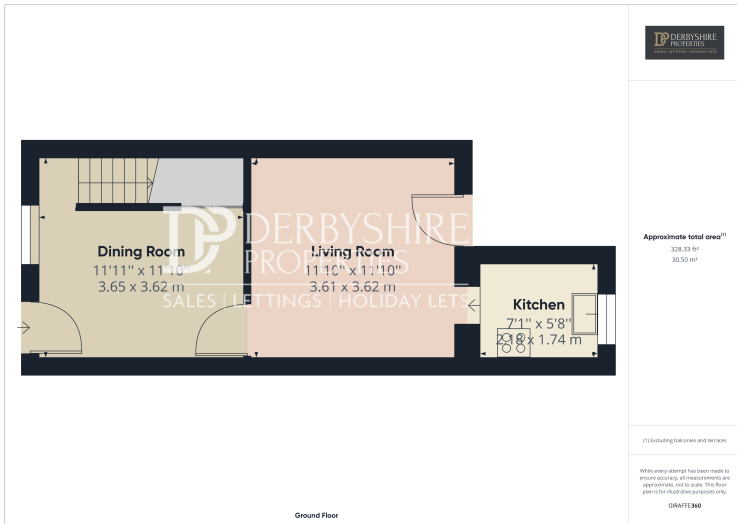 DP DERBYSHIRE
PROPERTIES
SALES | LETTINGS | HOLIDAY LETS
Dining Room
11'11" x 11'10"
3.65 x 3.62 m
Living Room
11'10" x 11'10"
3.61 x 3.62 m
Kitchen
7'1" x 5'8"
2.18 x 1.74 m
DP DERBYSHIRE
PROPERTIES
SALES | LETTINGS | HOLIDAY LETS
Ground Floor
Approximate total area(1)
328.33 ft²
30.50 m²
(1) Excluding balconies and terraces
While every attempt has been made to
ensure accuracy, all measurements are
approximate, not to scale. This floor
plan is for illustrative purposes only.
GIRAFFE360